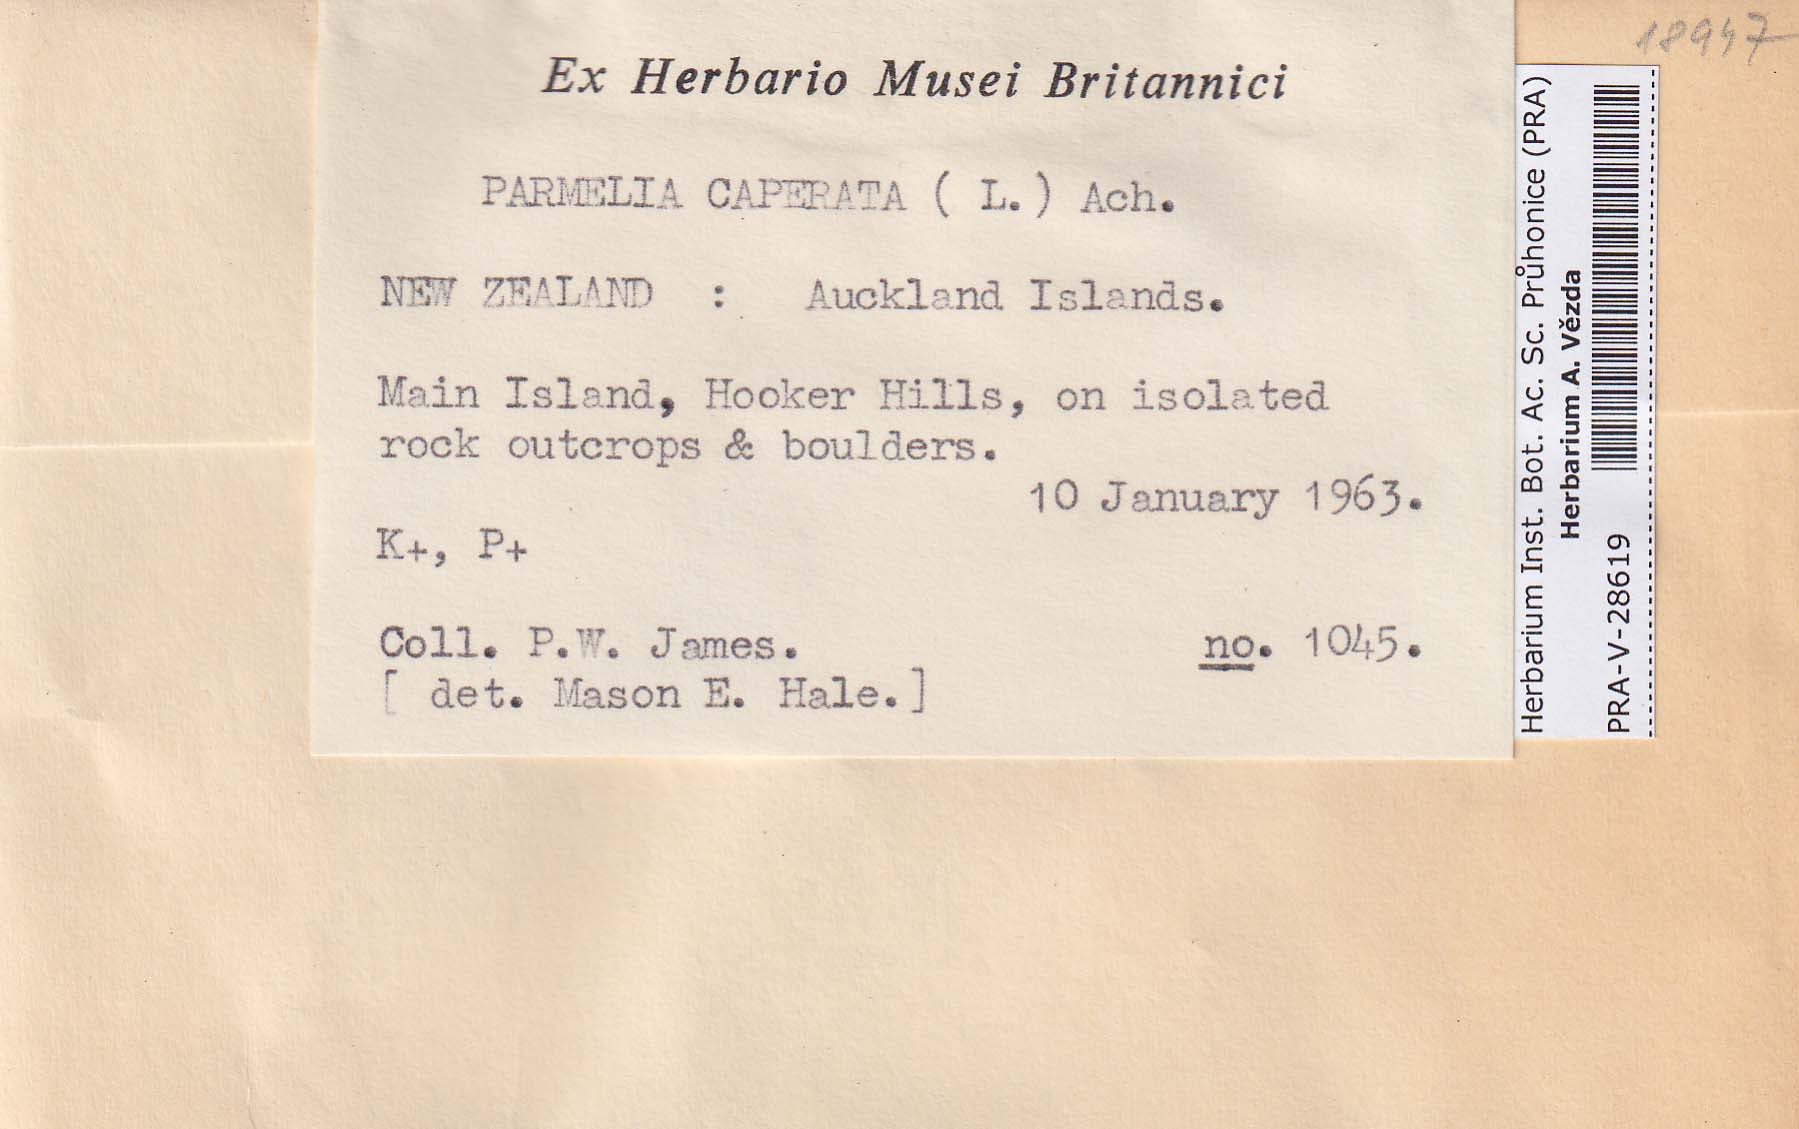 18947
Ex Herbario Musei Britannici
PARMELIA CAPERATA ( L.) Ach.
NEW ZEALAND : Auckland Islands.
Main Island, Hooker Hills, on isolated
rock outcrops & boulders.
10 January 1963.
K+, P+
Coll. P.W. James. no. 1045.
[ det. Mason E. Hale.]
Herbarium Inst. Bot. Ac. Sc. Průhonice (PRA)
Herbarium A. Vězda
PRA-V-28619